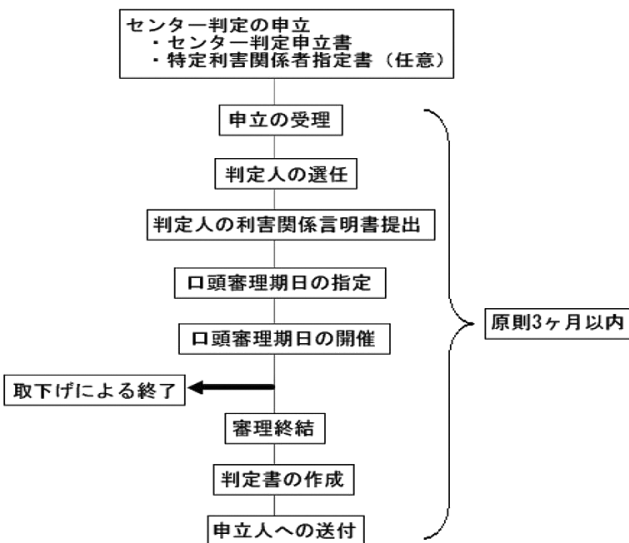 センター判定の申立
・センター判定申立書
・特定利害関係者指定書（任意）
申立の受理
判定人の選任
判定人の利害関係言明書提出
口頭審理期日の指定
口頭審理期日の開催
原則3ヶ月以内
取下げによる終了
審理終結
判定書の作成
申立人への送付